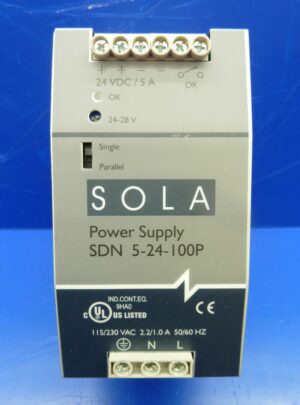 + + – –
24 VDC / 5 A
OK
OK
24-28 V
Single
Parallel
SOLA
Power Supply
SDN 5-24-100P
IND.CONT.EQ.
9HA0
C UL US LISTED
CE
115/230 VAC 2.2/1.0 A 50/60 HZ
N L